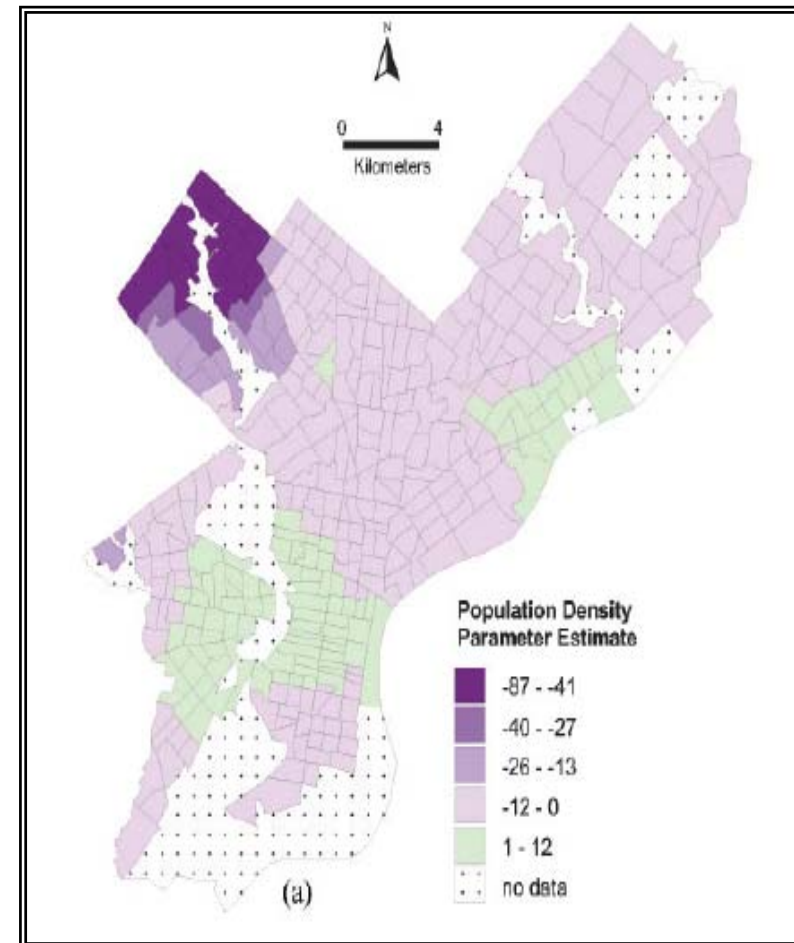 N
0 4
Kilometers
Population Density
Parameter Estimate
-87 - -41
-40 - -27
-26 - -13
-12 - 0
1 - 12
no data
(a)